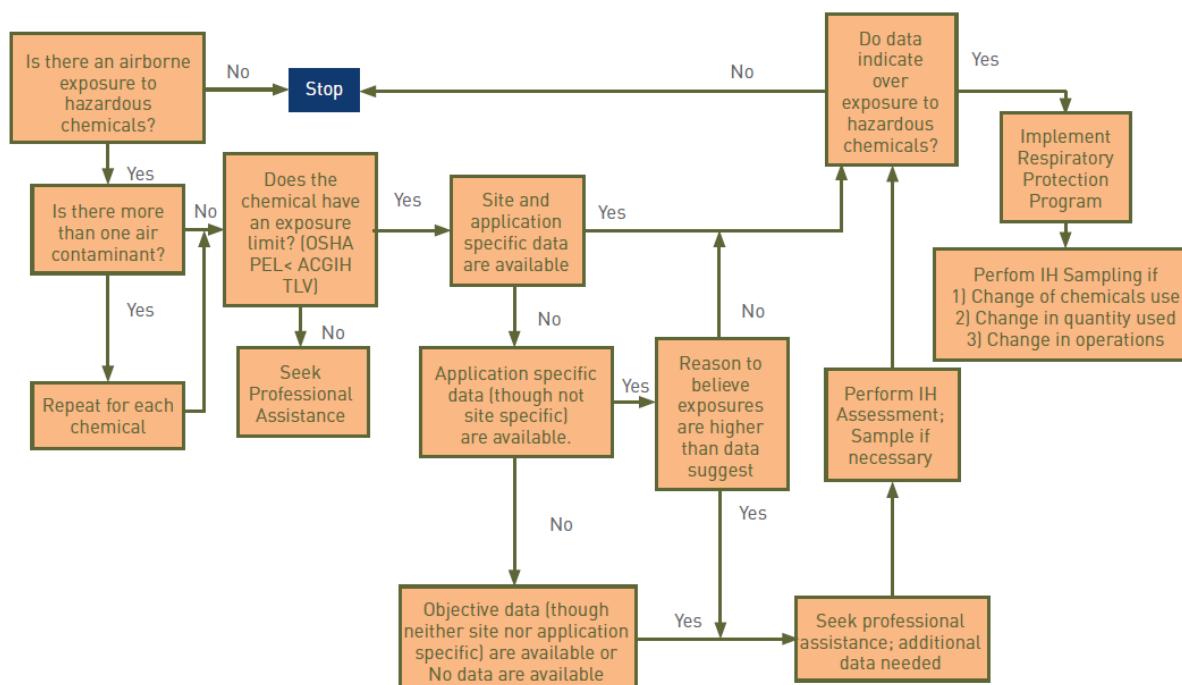 Is there an airborne
exposure to
hazardous
chemicals?
No
Stop
No
Do data
indicate
over
exposure to
hazardous
chemicals?
Yes
Implement
Respiratory
Protection
Program
Yes
Is there more
than one air
contaminant?
No
Does the
chemical have
an exposure
limit? (OSHA
PEL< ACGIH
TLV)
Yes
Site and
application
specific data
are available
Yes
Perfom IH Sampling if
1) Change of chemicals use
2) Change in quantity used
3) Change in operations
Yes
No
No
No
Repeat for each
chemical
Seek
Professional
Assistance
Application specific
data (though not
site specific)
are available.
Yes
Reason to
believe
exposures
are higher
than data
suggest
Perform IH
Assessment;
Sample if
necessary
No
Yes
Objective data (though
neither site nor application
specific) are available or
No data are available
Yes
Seek professional
assistance; additional
data needed